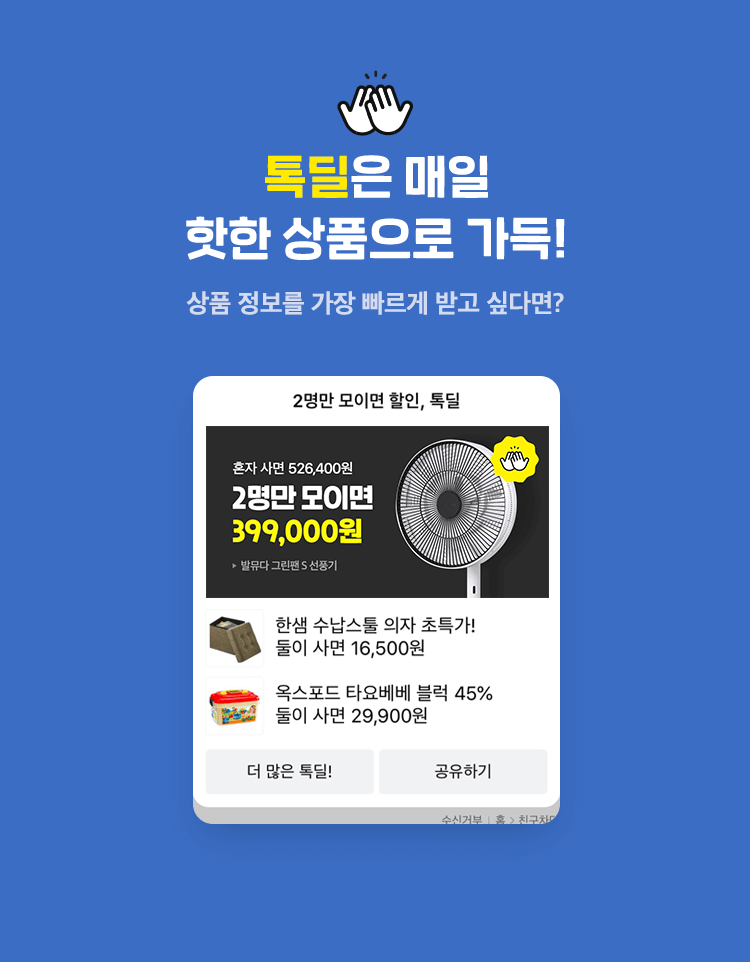 톡딜은 매일
핫한 상품으로 가득!
상품 정보를 가장 빠르게 받고 싶다면?
2명만 모이면 할인, 톡딜
혼자 사면 526,400원
2명만 모이면
399,000원
▸ 발뮤다 그린팬 S 선풍기
한샘 수납스툴 의자 초특가!
둘이 사면 16,500원
옥스포드 타요베베 블럭 45%
둘이 사면 29,900원
더 많은 톡딜!
공유하기
수신거부 | 홈 > 친구차단